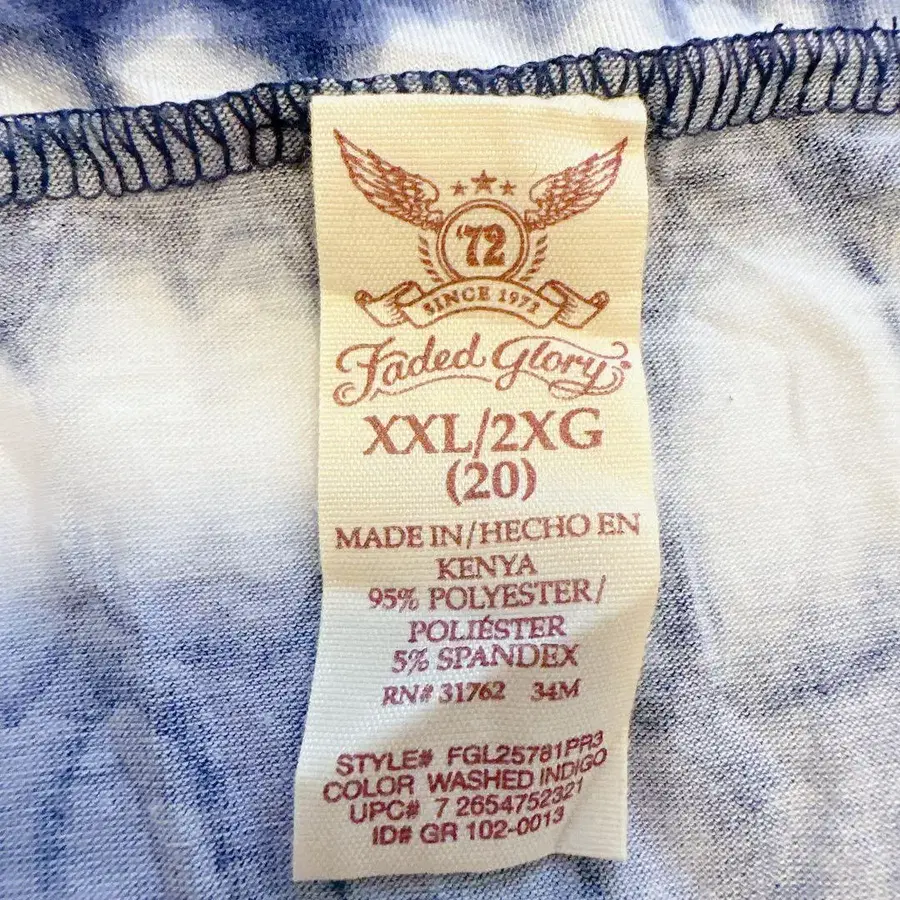 '72
SINCE 1972
Faded Glory
XXL/2XG
(20)
MADE IN/HECHO EN
KENYA
95% POLYESTER/
POLIÉSTER
5% SPANDEX
RN# 31762 34M
STYLE# FGL25781PR3
COLOR WASHED INDIGO
UPC# 7 2654752321
ID# GR 102-0013